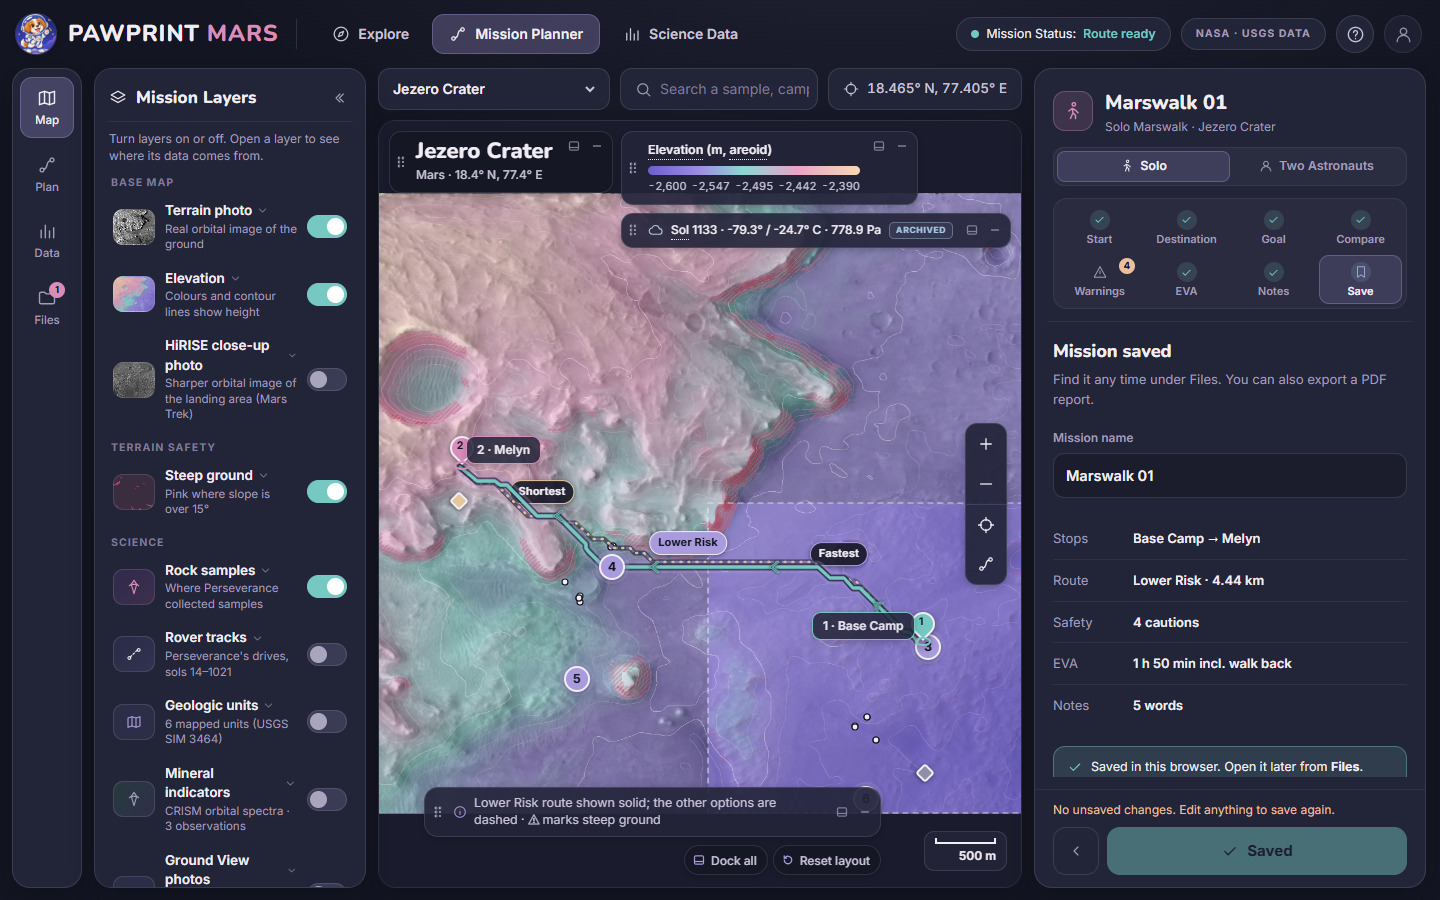 PAWPRINT MARS
Explore
Mission Planner
Science Data
Mission Status: Route ready
NASA · USGS DATA
Map
Plan
Data
1
Files
Mission Layers
Turn layers on or off. Open a layer to see
where its data comes from.
BASE MAP
Terrain photo
Real orbital image of the
ground
Elevation
Colours and contour
lines show height
HiRISE close-up
photo
Sharper orbital image of
the landing area (Mars
Trek)
TERRAIN SAFETY
Steep ground
Pink where slope is
over 15°
SCIENCE
Rock samples
Where Perseverance
collected samples
Rover tracks
Perseverance's drives,
sols 14–1021
Geologic units
6 mapped units (USGS
SIM 3464)
Mineral
indicators
CRISM orbital spectra ·
3 observations
Ground View
photos
Jezero Crater
Search a sample, camp
18.465° N, 77.405° E
Jezero Crater
Mars · 18.4° N, 77.4° E
Elevation (m, areoid)
-2,600 -2,547 -2,495 -2,442 -2,390
Sol 1133 · -79.3° / -24.7° C · 778.9 Pa ARCHIVED
2
2 · Melyn
Shortest
Lower Risk
Fastest
4
1 · Base Camp
1
3
5
Lower Risk route shown solid; the other options are
dashed · ⚠ marks steep ground
Dock all
Reset layout
500 m
Marswalk 01
Solo Marswalk · Jezero Crater
Solo
Two Astronauts
Start
Destination
Goal
Compare
4
Warnings
EVA
Notes
Save
Mission saved
Find it any time under Files. You can also export a PDF
report.
Mission name
Marswalk 01
Stops Base Camp → Melyn
Route Lower Risk · 4.44 km
Safety 4 cautions
EVA 1 h 50 min incl. walk back
Notes 5 words
Saved in this browser. Open it later from Files.
No unsaved changes. Edit anything to save again.
Saved